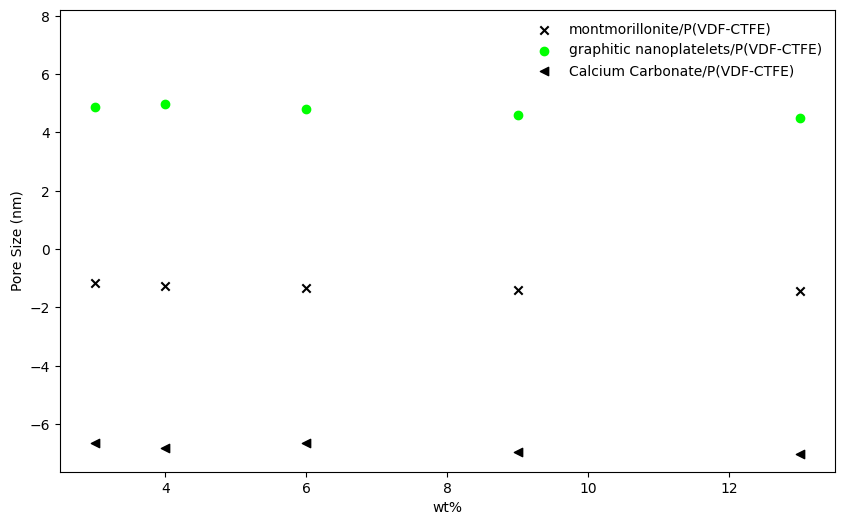 montmorillonite/P(VDF-CTFE)
graphitic nanoplatelets/P(VDF-CTFE)
Calcium Carbonate/P(VDF-CTFE)
8
6
4
2
0
−2
−4
−6
Pore Size (nm)
4 6 8 10 12
wt%